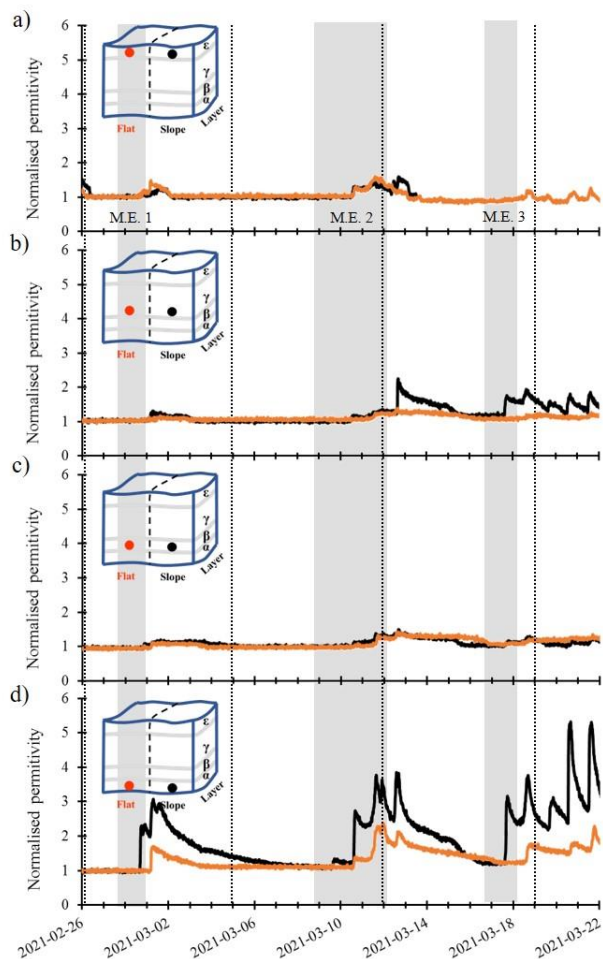 a)
Normalised permitivity
6
5
4
3
2
1
0
ε
γ
β
α
Flat
Slope
Layer
M.E. 1
M.E. 2
M.E. 3
b)
Normalised permitivity
6
5
4
3
2
1
0
ε
γ
β
α
Flat
Slope
Layer
c)
Normalised permitivity
6
5
4
3
2
1
0
ε
γ
β
α
Flat
Slope
Layer
d)
Normalised permitivity
6
5
4
3
2
1
0
ε
γ
β
α
Flat
Slope
Layer
2021-02-26
2021-03-02
2021-03-06
2021-03-10
2021-03-14
2021-03-18
2021-03-22